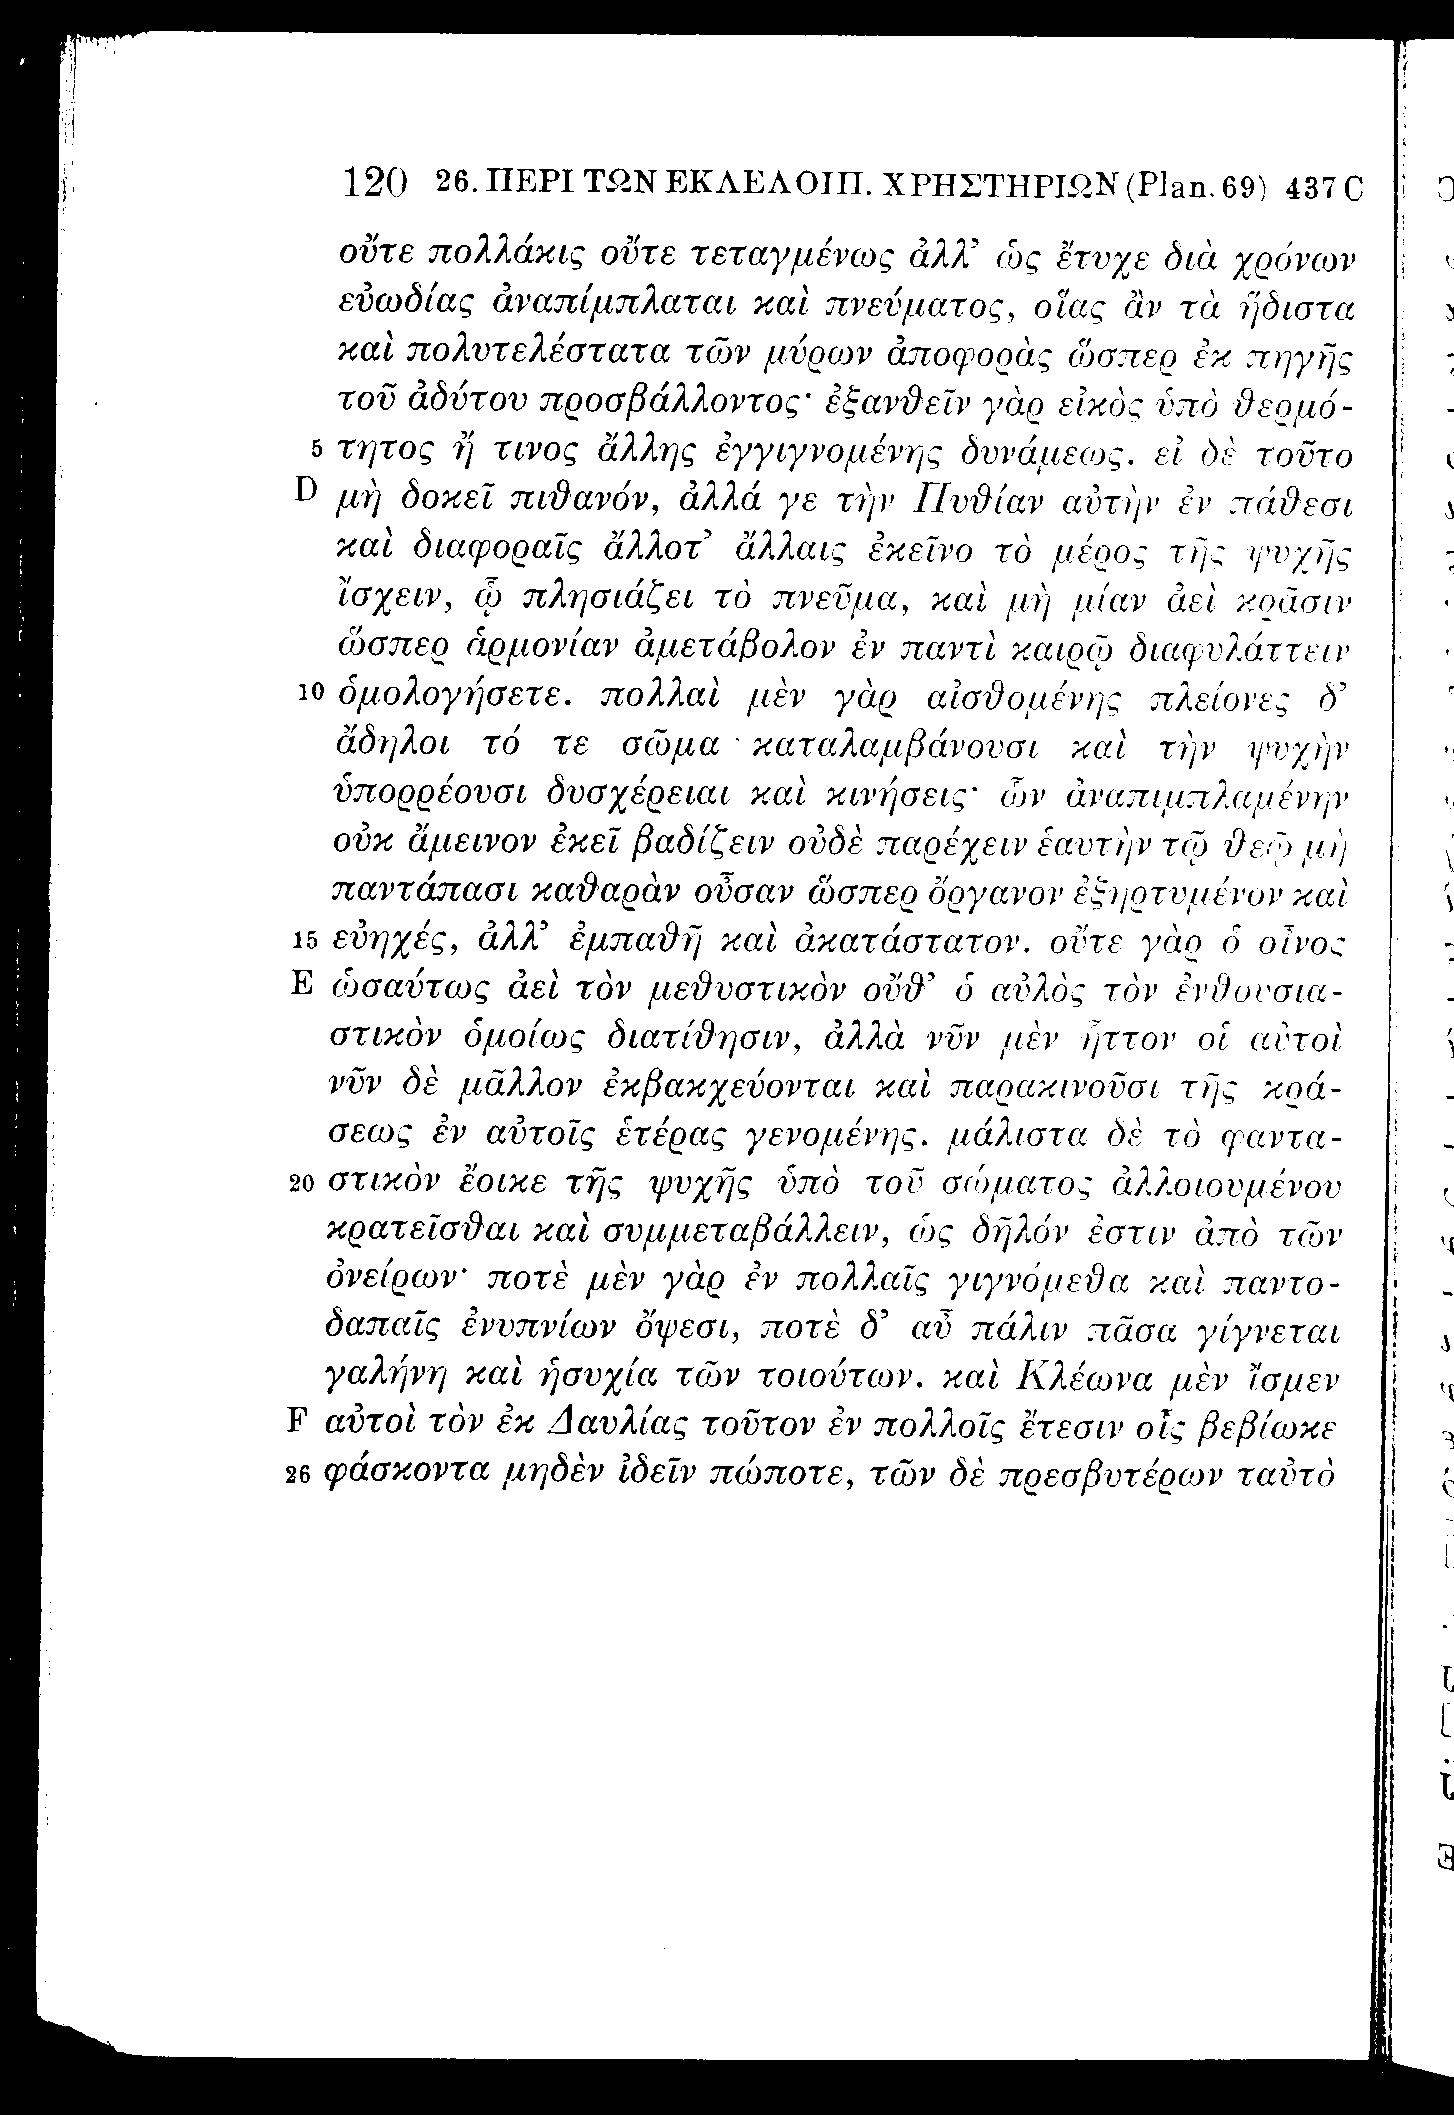 120 26. ΠΕΡΙ ΤΩΝ ΕΚΛΕΛΟΙΠ. ΧΡΗΣΤΗΡΙΩΝ (Plan. 69) 437 C
οὔτε πολλάκις οὔτε τεταγμένως ἀλλ’ ὡς ἔτυχε διὰ χρόνων
εὐωδίας ἀναπίμπλαται καὶ πνεύματος, οἵας ἂν τὰ ἥδιστα
καὶ πολυτελέστατα τῶν μύρων ἀποφορὰς ὥσπερ ἐκ πηγῆς
τοῦ ἀδύτου προσβάλλοντος· ἐξανθεῖν γὰρ εἰκὸς ὑπὸ θερμό-
5 τητος ἤ τινος ἄλλης ἐγγιγνομένης δυνάμεως. εἰ δὲ τοῦτο
D μὴ δοκεῖ πιθανόν, ἀλλά γε τὴν Πυθίαν αὐτὴν ἐν πάθεσι
καὶ διαφοραῖς ἄλλοτ’ ἄλλαις ἐκεῖνο τὸ μέρος τῆς ψυχῆς
ἴσχειν, ᾧ πλησιάζει τὸ πνεῦμα, καὶ μὴ μίαν ἀεὶ κρᾶσιν
ὥσπερ ἁρμονίαν ἀμετάβολον ἐν παντὶ καιρῷ διαφυλάττειν
10 ὁμολογήσετε. πολλαὶ μὲν γὰρ αἰσθομένης πλείονες δ’
ἄδηλοι τό τε σῶμα καταλαμβάνουσι καὶ τὴν ψυχὴν
ὑπορρέουσι δυσχέρειαι καὶ κινήσεις· ὧν ἀναπιμπλαμένην
οὐκ ἄμεινον ἐκεῖ βαδίζειν οὐδὲ παρέχειν ἑαυτὴν τῷ θεῷ μὴ
παντάπασι καθαρὰν οὖσαν ὥσπερ ὄργανον ἐξηρτυμένον καὶ
15 εὐηχές, ἀλλ’ ἐμπαθῆ καὶ ἀκατάστατον. οὔτε γὰρ ὁ οἶνος
E ὡσαύτως ἀεὶ τὸν μεθυστικὸν οὔθ’ ὁ αὐλὸς τὸν ἐνθουσια-
στικὸν ὁμοίως διατίθησιν, ἀλλὰ νῦν μὲν ἧττον οἱ αὐτοὶ
νῦν δὲ μᾶλλον ἐκβακχεύονται καὶ παρακινοῦσι τῆς κρά-
σεως ἐν αὐτοῖς ἑτέρας γενομένης. μάλιστα δὲ τὸ φαντα-
20 στικὸν ἔοικε τῆς ψυχῆς ὑπὸ τοῦ σώματος ἀλλοιουμένου
κρατεῖσθαι καὶ συμμεταβάλλειν, ὡς δῆλόν ἐστιν ἀπὸ τῶν
ὀνείρων· ποτὲ μὲν γὰρ ἐν πολλαῖς γιγνόμεθα καὶ παντο-
δαπαῖς ἐνυπνίων ὄψεσι, ποτὲ δ’ αὖ πάλιν πᾶσα γίγνεται
γαλήνη καὶ ἡσυχία τῶν τοιούτων. καὶ Κλέωνα μὲν ἴσμεν
F αὐτοὶ τὸν ἐκ Δαυλίας τοῦτον ἐν πολλοῖς ἔτεσιν οἷς βεβίωκε
26 φάσκοντα μηδὲν ἰδεῖν πώποτε, τῶν δὲ πρεσβυτέρων ταὐτὸ